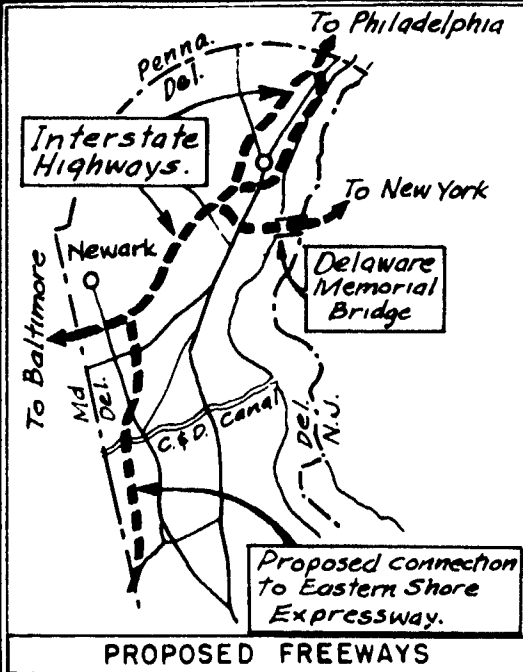 To Philadelphia
Penna.
Del.
Interstate
Highways.
To New York
Newark
Delaware
Memorial
Bridge
To Baltimore
Md
Del.
C.&D. Canal
Del.
N.J.
Proposed connection
to Eastern Shore
Expressway.
PROPOSED FREEWAYS